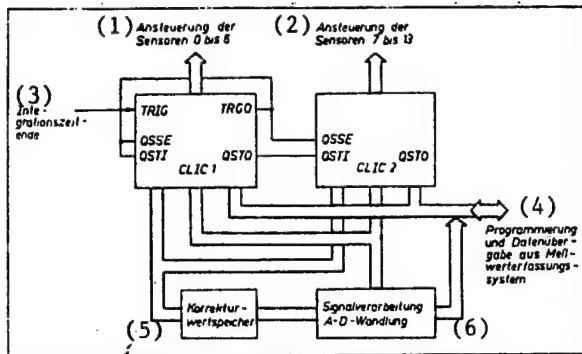 (1) Ansteuerung der
Sensoren 0 bis 6
(2) Ansteuerung der
Sensoren 7 bis 13
(3)
Inte-
grationszeit-
ende
TRIG
TRGO
QSSE
QSTI
QSTO
CLIC 1
QSSE
QSTI
QSTO
CLIC 2
(4)
Programmierung
und Datenüber-
gabe aus Meß-
werterfassungs-
system
(5)
Korrektur-
wertspeicher
Signalverarbeitung
A-D-Wandlung
(6)